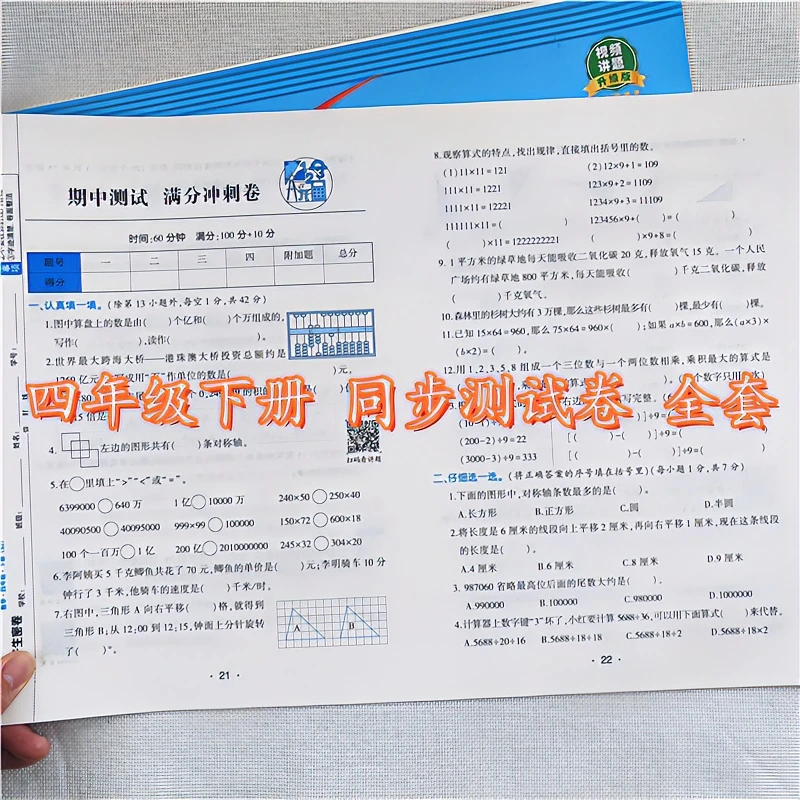 视频
讲题
升级版
期中测试 满分冲刺卷
时间:60分钟 满分:100分+10分
题号 一 二 三 四 附加题 总分
得分
一、认真填一填。(除第13小题外,每空1分,共42分)
1.图中算盘上的数是由( )个亿和( )个万组成的,
写作( ),读作( )。
2.世界最大跨海大桥——港珠澳大桥投资总额约是
4. 左边的图形共有( )条对称轴。
扫码看讲题
5.在○里填上“>”“<”或“=”。
6399000○640万 1亿○10000万 240×50○250×40
40090500○40095000 999×99○100000 150×72○600×18
100个一百万○1亿 200亿○2010000000 245×32○304×20
6.李阿姨买5千克鲫鱼共花了70元,鲫鱼的单价是( )元;李明骑车10分
钟行了3千米,他骑车的速度是( )千米/时。
7.右图中,三角形A向右平移( )格,就得到
三角形B;从12:00到12:15,钟面上分针旋转
了( )°。
A B
· 21 ·
8.观察算式的特点,找出规律,直接填出括号里的数。
(1)11×11=121 (2)12×9+1=109
111×11=1221 123×9+2=1109
1111×11=12221 1234×9+3=11109
111111×11=( ) 123456×9+( )=( )
( )×11=1222222221 ( )×9+8=( )
9.1平方米的绿草地每天能吸收二氧化碳20克,释放氧气15克。一个人民
广场约有绿草地800平方米,每天能吸收( )千克二氧化碳,释放
( )千克氧气。
10.森林里的杉树大约有3万棵,那么这些杉树最多有( )棵,最少有( )棵。
11.已知15×64=960,那么75×64=960×( );如果a×b=600,那么(a×3)×
(b×2)=( )。
12.用1,2,3,5,8组成一个三位数与一个两位数相乘,乘积最大的算式是
四年级下册 同步测试卷 全套
(200-2)÷9=22 [( )-( )]÷9=( )
(3000-3)÷9=333 [( )-( )]÷9=( )
二、仔细选一选。(将正确答案的序号填在括号里)(每小题1分,共7分)
1.下面的图形中,对称轴条数最多的是( )。
A.长方形 B.正方形 C.圆 D.半圆
2.将长度是6厘米的线段向上平移2厘米,再向右平移1厘米,现在这条线段
的长度是( )。
A.4厘米 B.6厘米 C.8厘米 D.9厘米
3.987060省略最高位后面的尾数大约是( )。
A.990000 B.100000 C.980000 D.1000000
4.计算器上数字键“3”坏了,小红要计算5688÷36,可以用下面算式( )来代替。
A.5688÷20÷16 B.5688÷18÷18 C.5688÷18÷2 D.5688÷18×2
· 22 ·